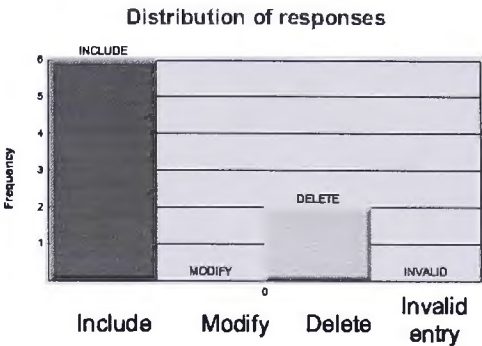 Distribution of responses
INCLUDE
6
5
4
3
2
1
Frequency
DELETE
MODIFY
INVALID
0
Include Modify Delete Invalid entry